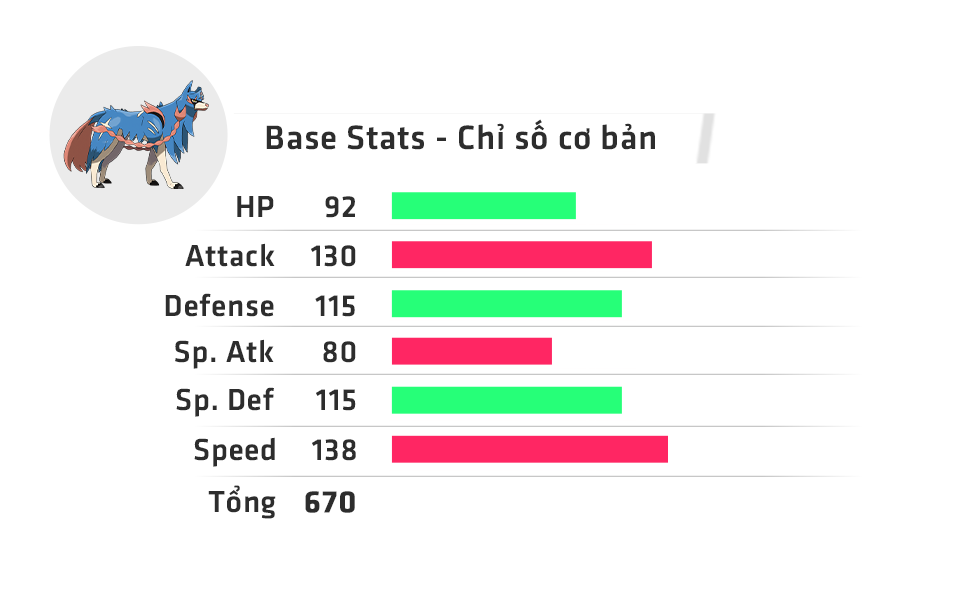 Base Stats - Chỉ số cơ bản
HP 92
Attack 130
Defense 115
Sp. Atk 80
Sp. Def 115
Speed 138
Tổng 670